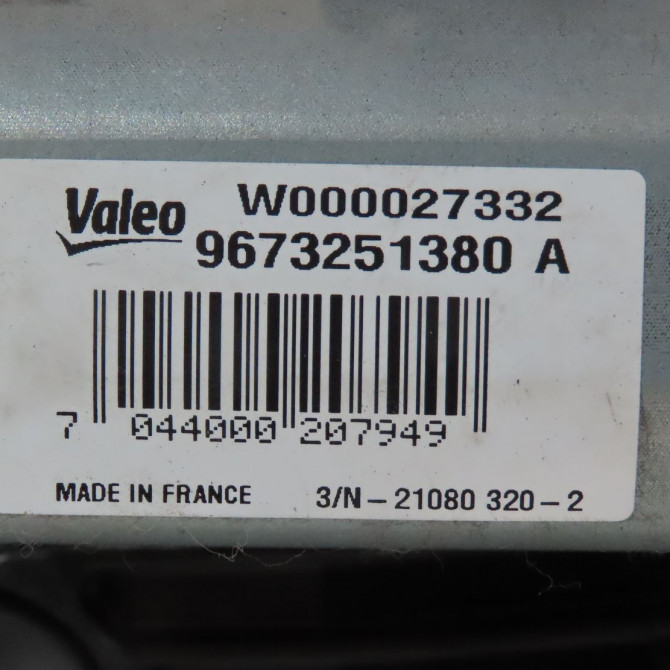 Valeo W000027332
9673251380 A
7 044000 207949
MADE IN FRANCE 3/N-21080 320-2